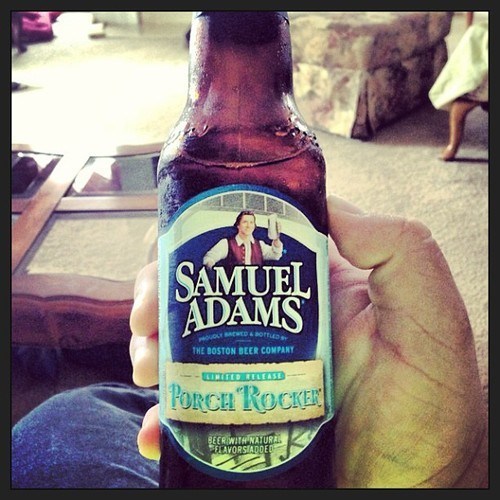 SAMUEL
ADAMS
PROUDLY BREWED & BOTTLED BY
THE BOSTON BEER COMPANY
LIMITED RELEASE
PORCH ROCKER
BEER WITH NATURAL
FLAVORS ADDED